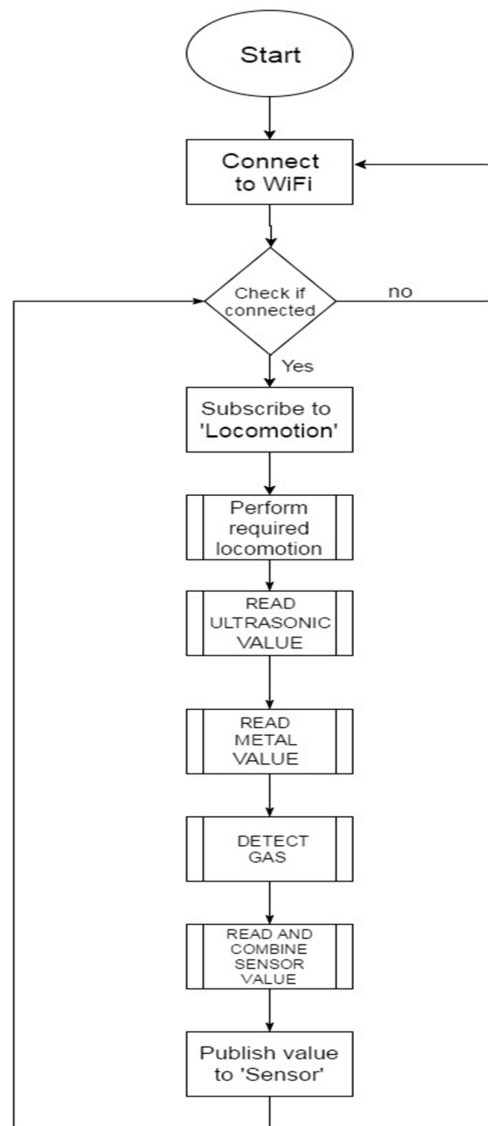 Start
Connect
to WiFi
Check if
connected
no
Yes
Subscribe to
'Locomotion'
Perform
required
locomotion
READ
ULTRASONIC
VALUE
READ
METAL
VALUE
DETECT
GAS
READ AND
COMBINE
SENSOR
VALUE
Publish value
to 'Sensor'